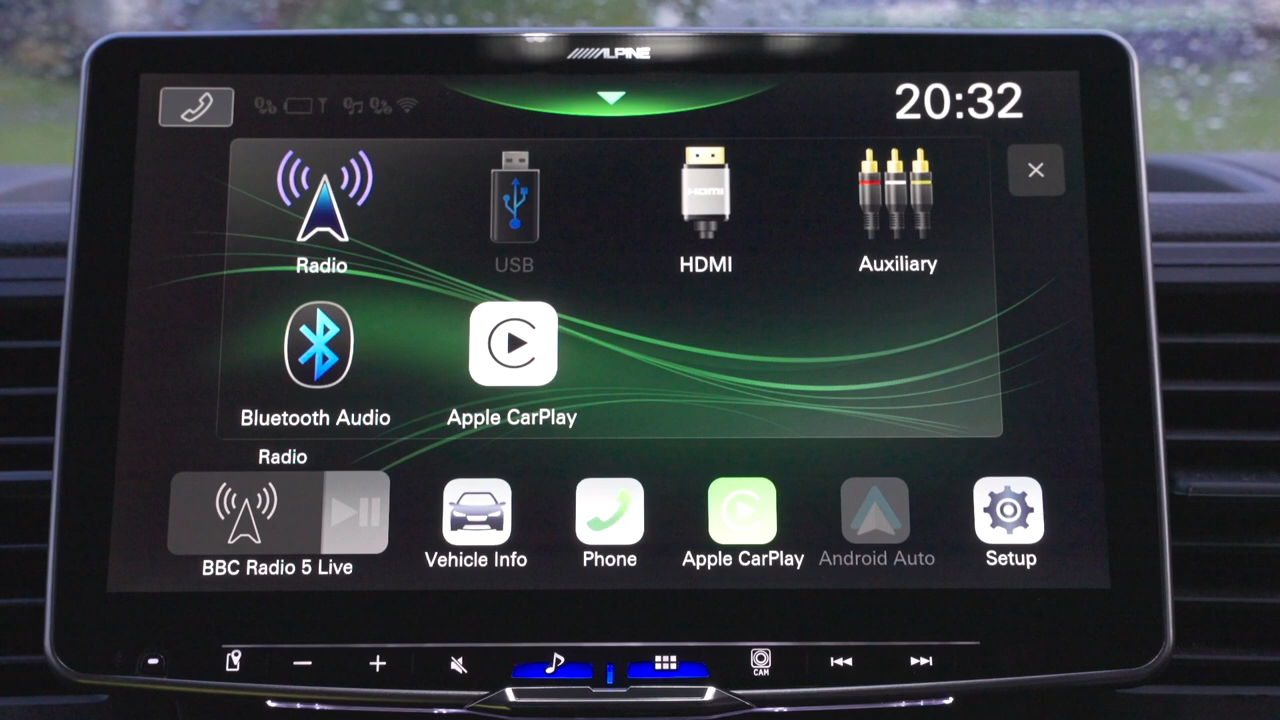 ALPINE
20:32
HDMI
Radio
USB
HDMI
Auxiliary
Bluetooth Audio
Apple CarPlay
Radio
BBC Radio 5 Live
Vehicle Info
Phone
Apple CarPlay
Android Auto
Setup
CAM